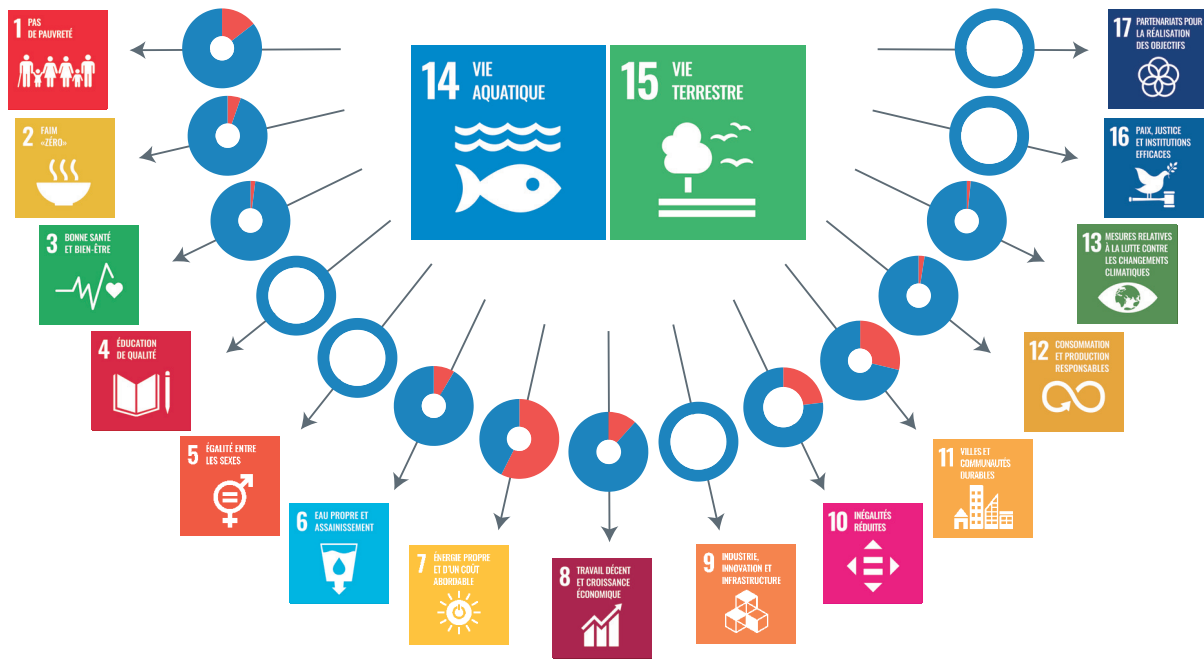 1 PAS
DE PAUVRETÉ
2 FAIM
«ZÉRO»
3 BONNE SANTÉ
ET BIEN-ÊTRE
4 ÉDUCATION
DE QUALITÉ
5 ÉGALITÉ ENTRE
LES SEXES
6 EAU PROPRE ET
ASSAINISSEMENT
7 ÉNERGIE PROPRE
ET D'UN COÛT
ABORDABLE
8 TRAVAIL DÉCENT
ET CROISSANCE
ÉCONOMIQUE
9 INDUSTRIE,
INNOVATION ET
INFRASTRUCTURE
10 INÉGALITÉS
RÉDUITES
11 VILLES ET
COMMUNAUTÉS
DURABLES
12 CONSOMMATION
ET PRODUCTION
RESPONSABLES
13 MESURES RELATIVES
À LA LUTTE CONTRE
LES CHANGEMENTS
CLIMATIQUES
14 VIE
AQUATIQUE
15 VIE
TERRESTRE
16 PAIX, JUSTICE
ET INSTITUTIONS
EFFICACES
17 PARTENARIATS POUR
LA RÉALISATION
DES OBJECTIFS